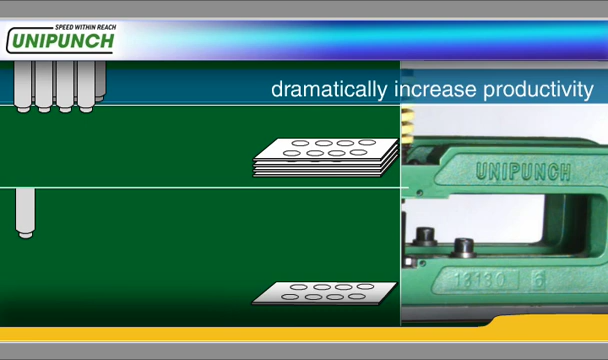 SPEED WITHIN REACH
UNIPUNCH
dramatically increase productivity
UNIPUNCH
13130 6